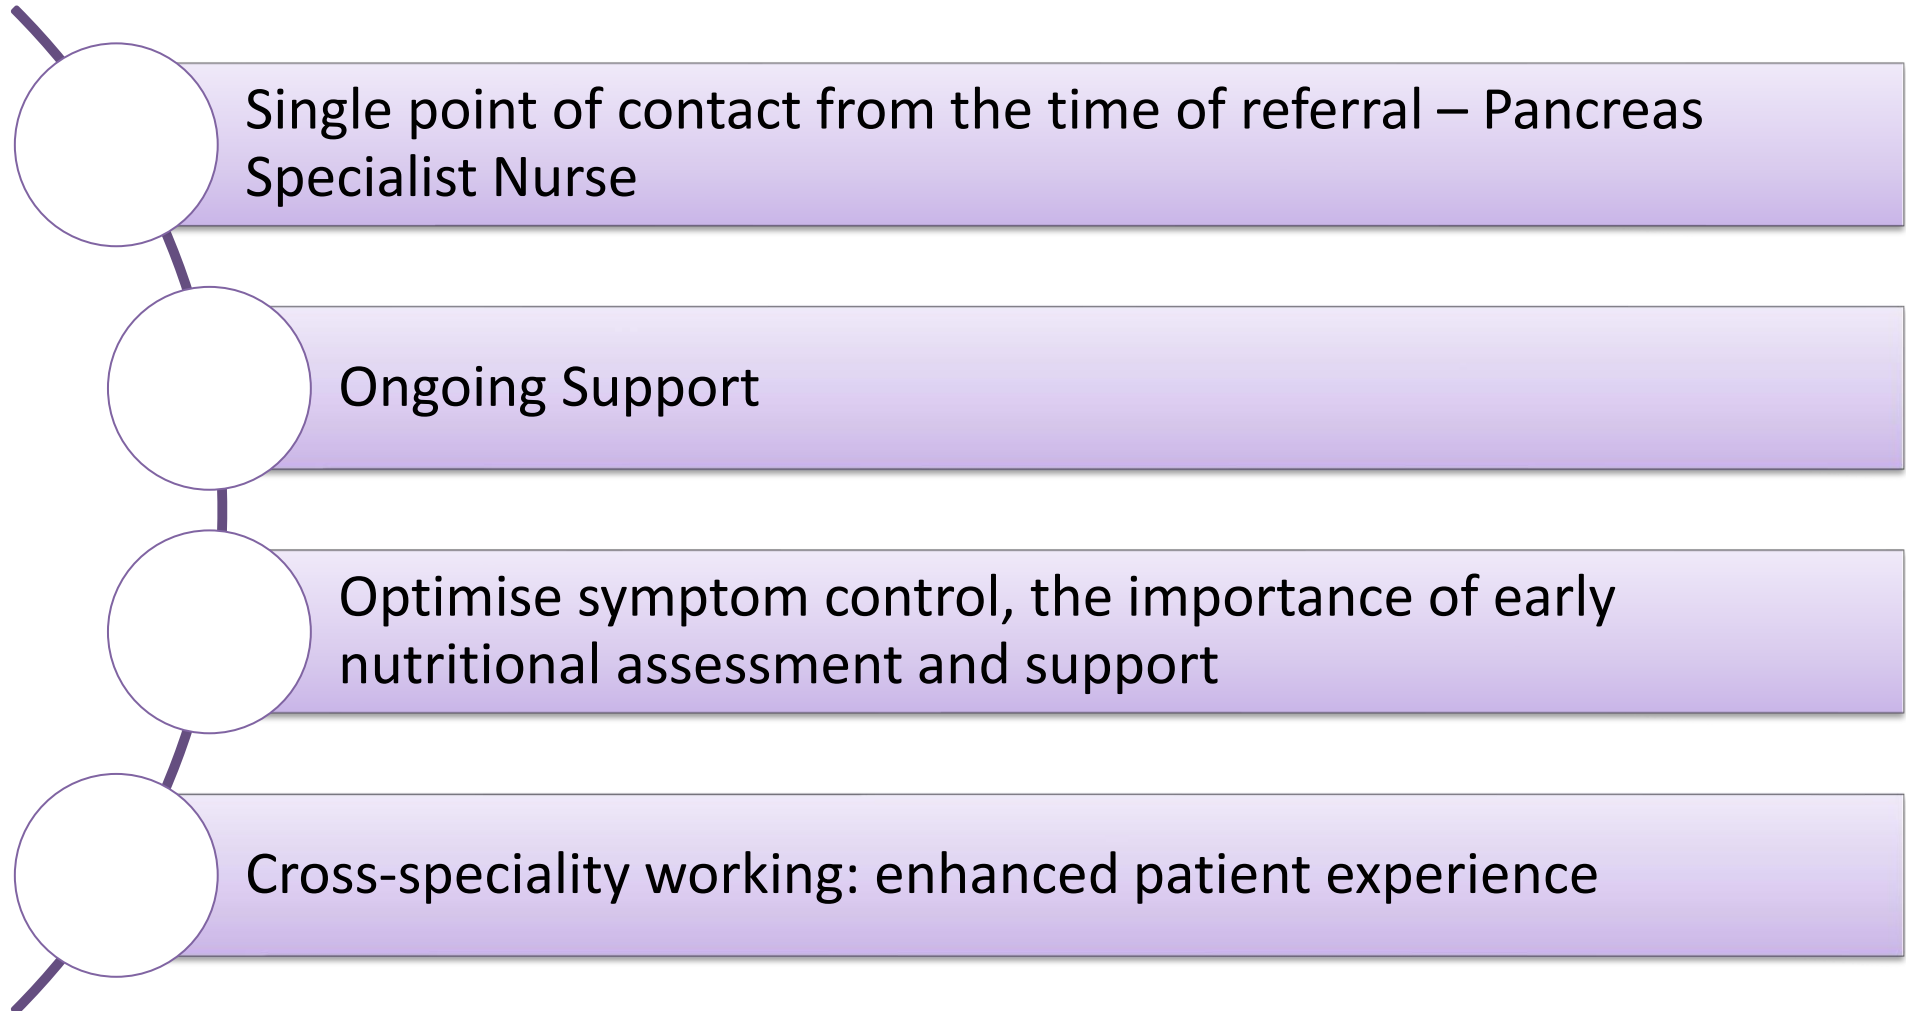 Single point of contact from the time of referral – Pancreas
Specialist Nurse
Ongoing Support
Optimise symptom control, the importance of early
nutritional assessment and support
Cross-speciality working: enhanced patient experience